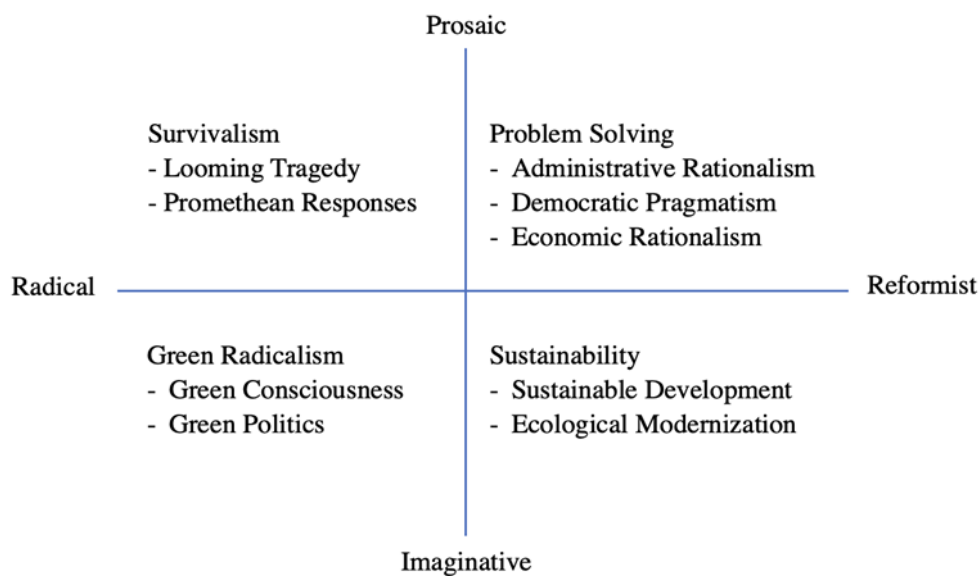 Prosaic
Survivalism
- Looming Tragedy
- Promethean Responses
Problem Solving
- Administrative Rationalism
- Democratic Pragmatism
- Economic Rationalism
Radical
Reformist
Green Radicalism
- Green Consciousness
- Green Politics
Sustainability
- Sustainable Development
- Ecological Modernization
Imaginative